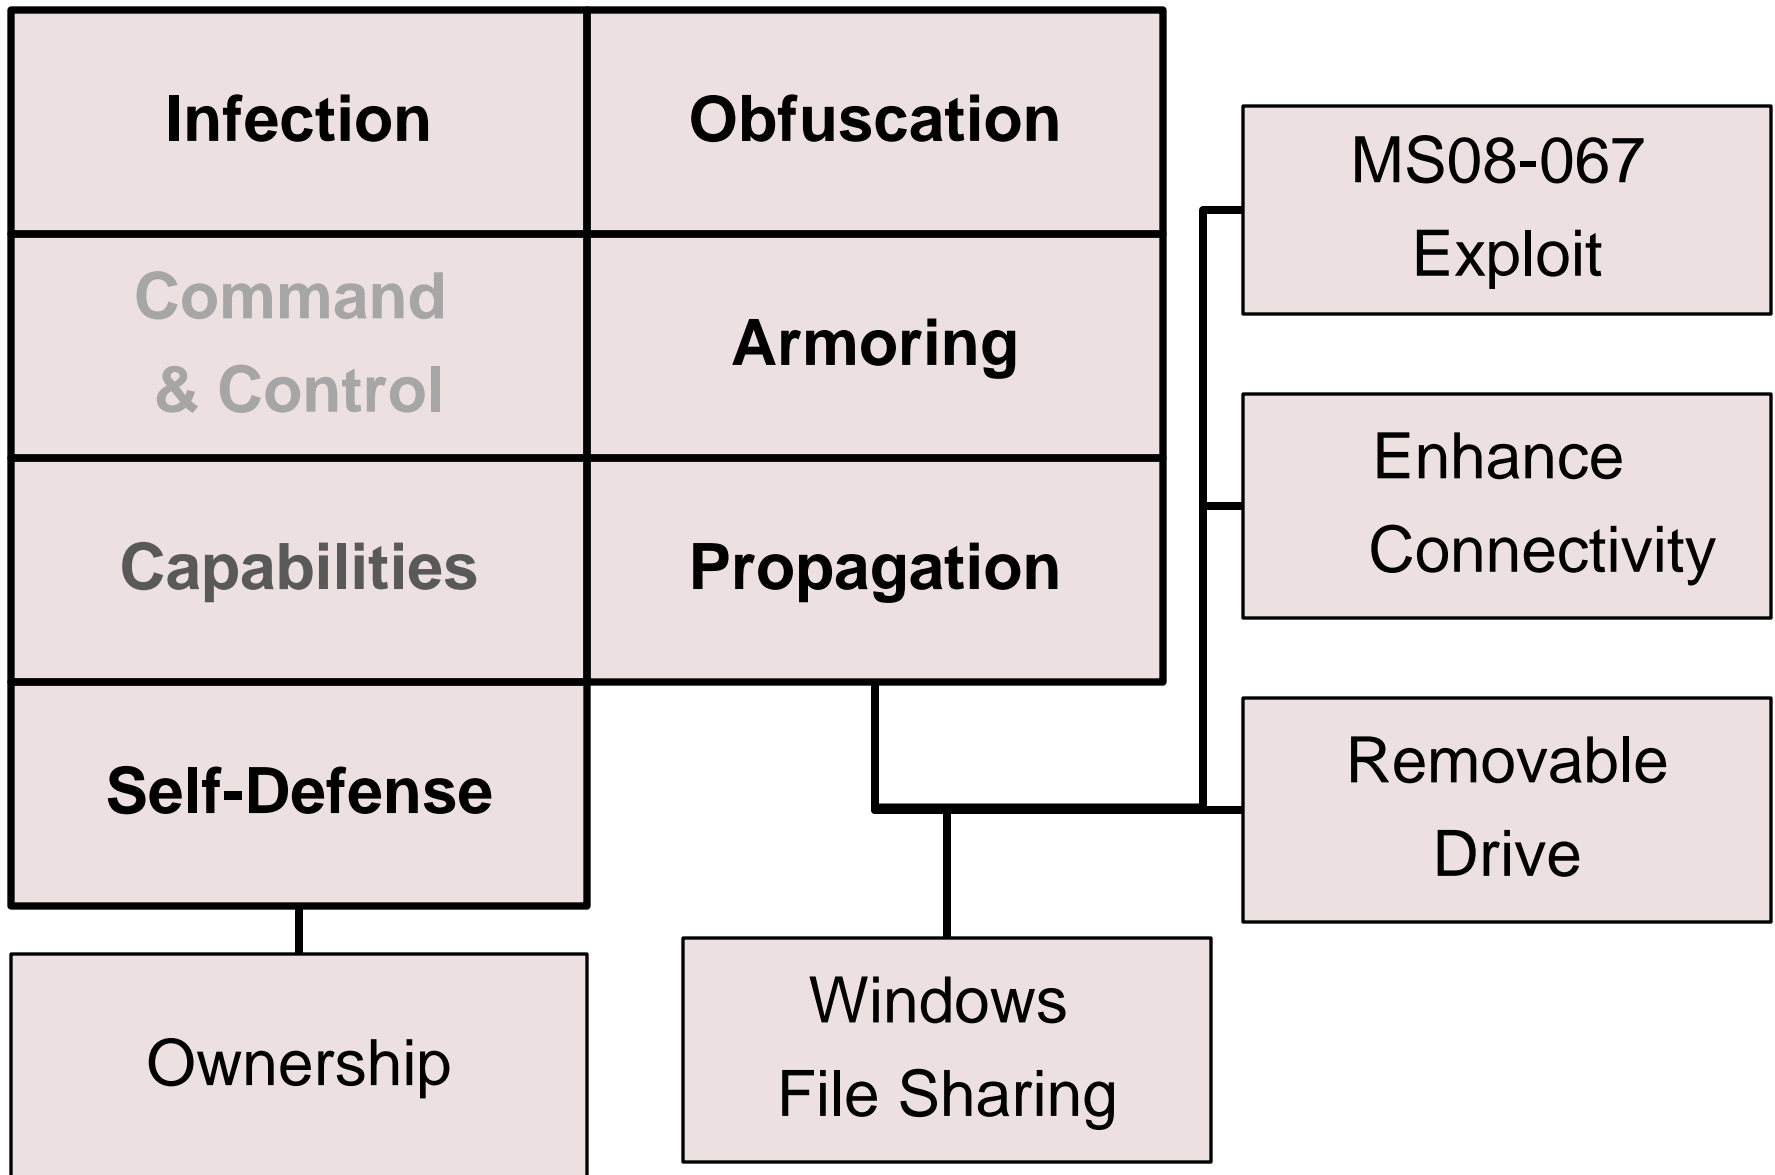 Infection
Obfuscation
MS08-067
Exploit
Command
& Control
Armoring
Enhance
Connectivity
Capabilities
Propagation
Removable
Drive
Self-Defense
Windows
File Sharing
Ownership